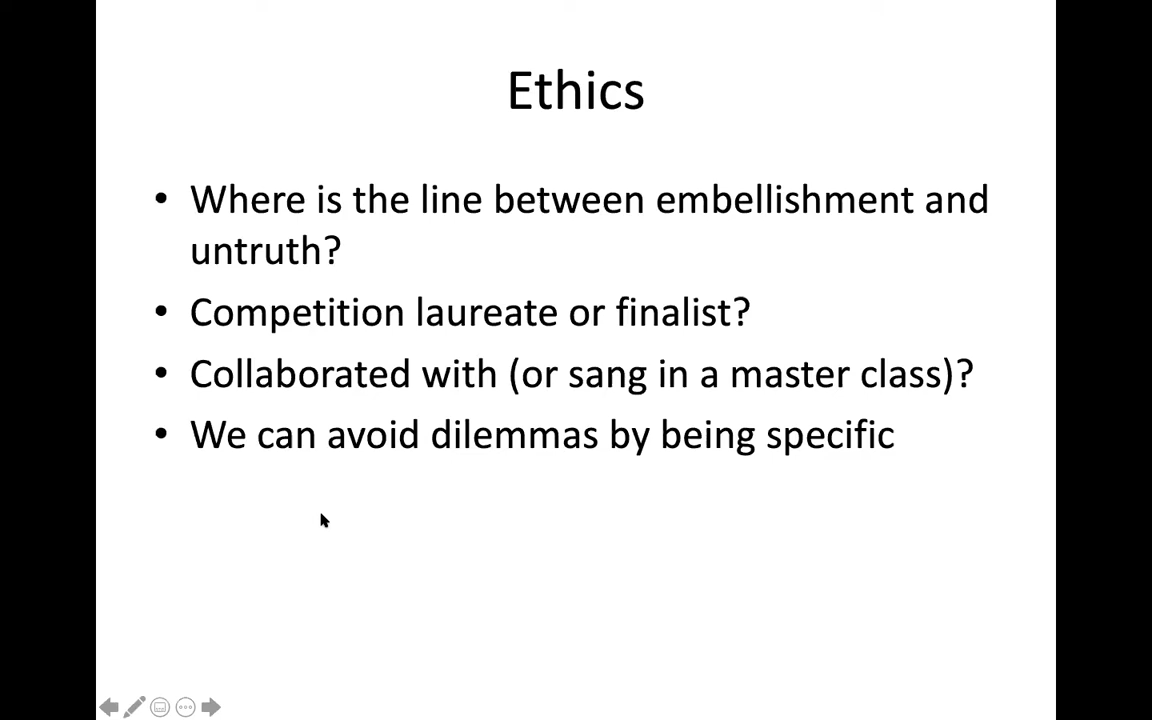 Ethics
• Where is the line between embellishment and
untruth?
• Competition laureate or finalist?
• Collaborated with (or sang in a master class)?
• We can avoid dilemmas by being specific